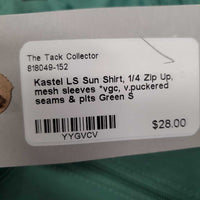 The Tack Collector
818049-152
Kastel LS Sun Shirt, 1/4 Zip Up,
mesh sleeves *vgc, v.puckered
seams & pits Green S
YYGVCV
$28.00